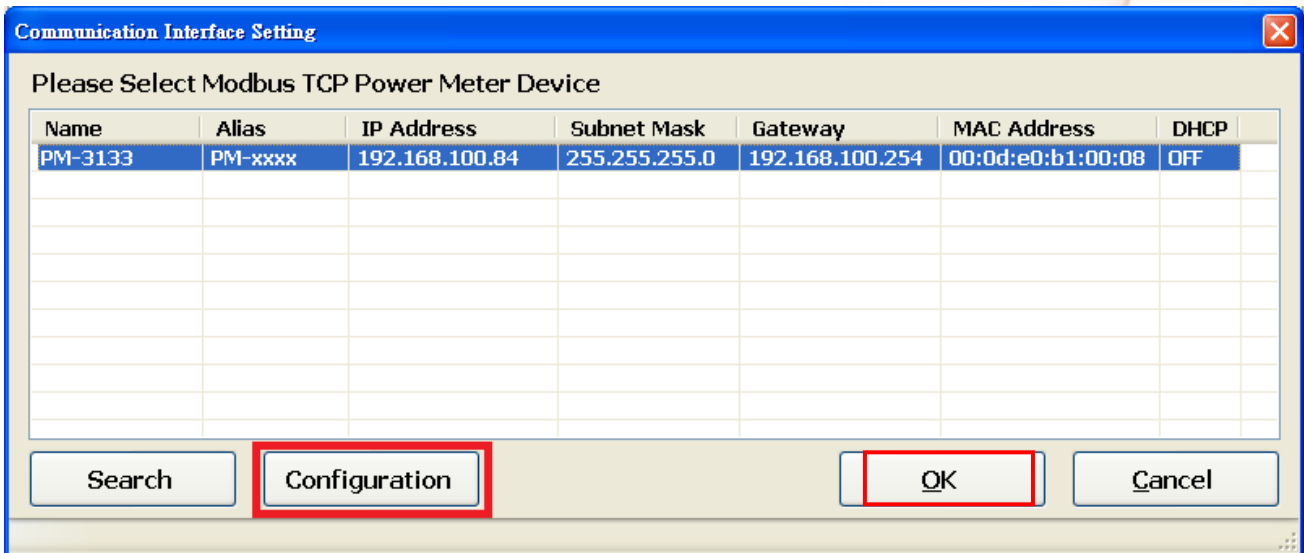 Communication Interface Setting
Please Select Modbus TCP Power Meter Device
Name Alias IP Address Subnet Mask Gateway MAC Address DHCP
PM-3133 PM-xxxx 192.168.100.84 255.255.255.0 192.168.100.254 00:0d:e0:b1:00:08 OFF
Search Configuration OK Cancel